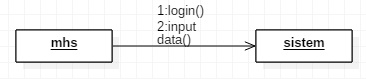 1:login()
2:input
data()
mhs
sistem